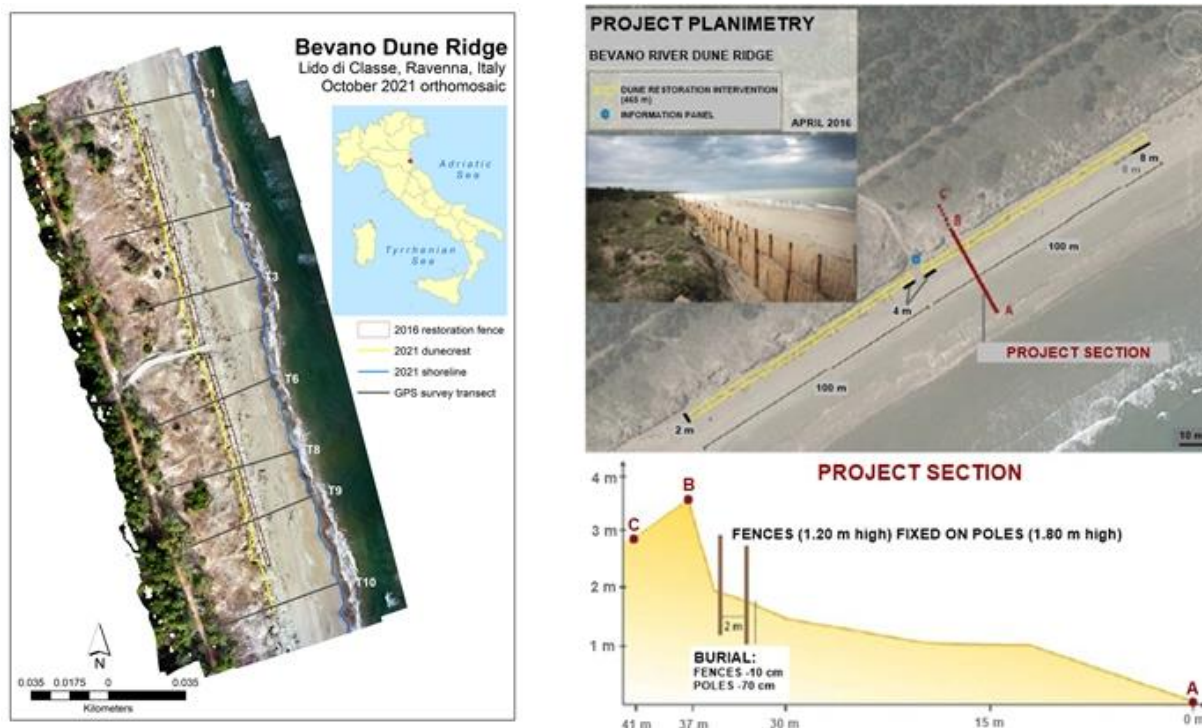 Bevano Dune Ridge
Lido di Classe, Ravenna, Italy
October 2021 orthomosaic
Adriatic
Sea
Tyrrhenian
Sea
2016 restoration fence
2021 dunecrest
2021 shoreline
GPS survey transect
T1
T2
T3
T6
T8
T9
T10
N
0.035 0.0175 0 0.035
Kilometers
PROJECT PLANIMETRY
BEVANO RIVER DUNE RIDGE
DUNE RESTORATION INTERVENTION
(465 m)
INFORMATION PANEL
APRIL 2016
8 m
C
B
100 m
4 m
A
PROJECT SECTION
100 m
2 m
10 m
PROJECT SECTION
4 m
B
C
3 m
FENCES (1.20 m high) FIXED ON POLES (1.80 m high)
2 m
2 m
1 m
BURIAL:
FENCES -10 cm
POLES -70 cm
A
41 m 37 m 30 m 15 m 0 m